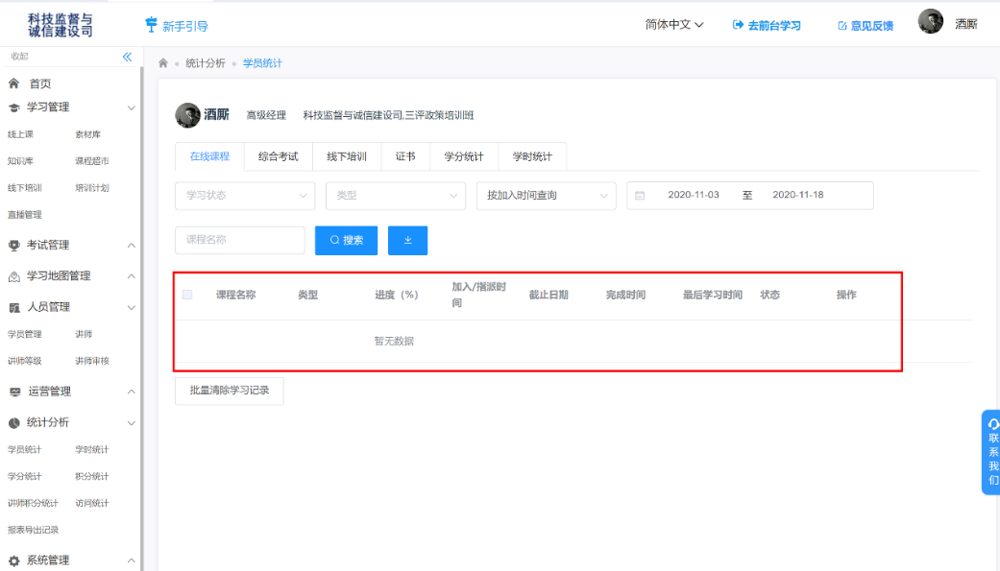 科技监督与
诚信建设司
新手引导
简体中文
去前台学习
意见反馈
酒厮
收起
首页
学习管理
线上课 素材库
知识库 课程超市
线下培训 培训计划
直播管理
考试管理
学习地图管理
人员管理
学员管理 讲师
讲师等级 讲师审核
运营管理
统计分析
学员统计 学时统计
学分统计 积分统计
讲师积分统计 访问统计
报表导出记录
系统管理
统计分析 学员统计
酒厮 高级经理 科技监督与诚信建设司,三评政策培训班
在线课程 综合考试 线下培训 证书 学分统计 学时统计
学习状态 类型 按加入时间查询 2020-11-03 至 2020-11-18
课程名称 搜索
课程名称 类型 进度（%） 加入/指派时间 截止日期 完成时间 最后学习时间 状态 操作
暂无数据
批量清除学习记录
联系我们